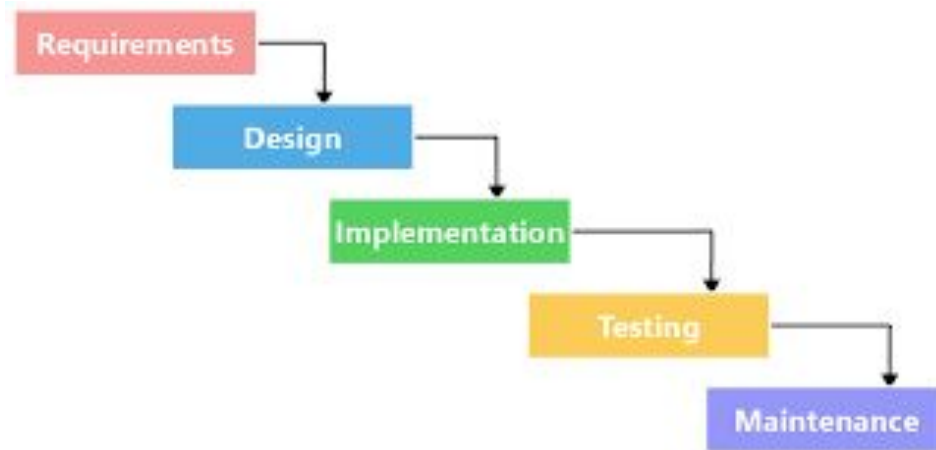 Requirements
Design
Implementation
Testing
Maintenance